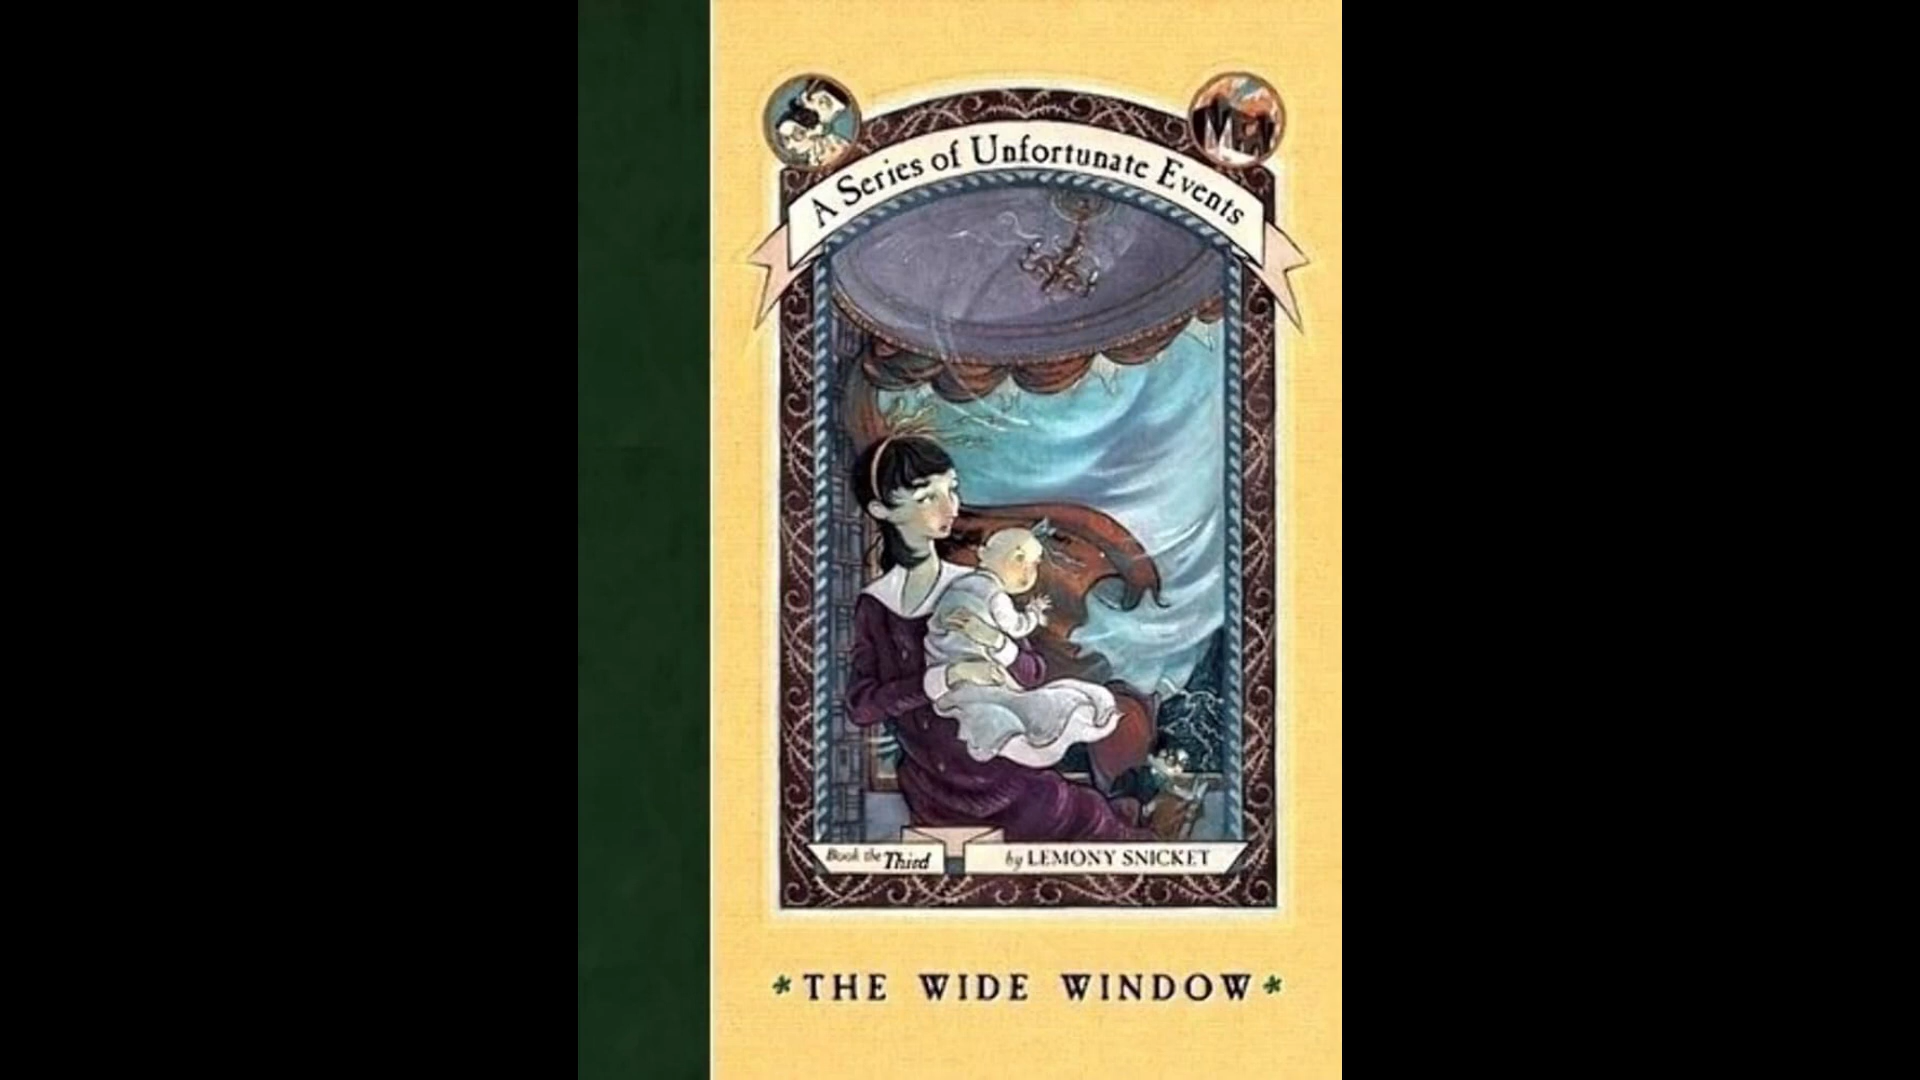 A Series of Unfortunate Events
Book the Third
by LEMONY SNICKET
* THE WIDE WINDOW *